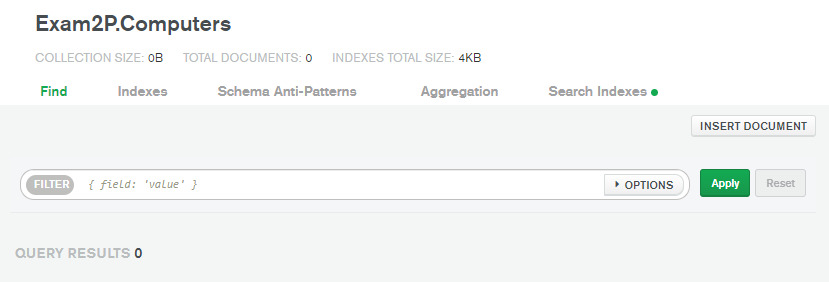 Exam2P.Computers
COLLECTION SIZE: 0B TOTAL DOCUMENTS: 0 INDEXES TOTAL SIZE: 4KB
Find Indexes Schema Anti-Patterns Aggregation Search Indexes
INSERT DOCUMENT
FILTER { field: 'value' } OPTIONS Apply Reset
QUERY RESULTS 0